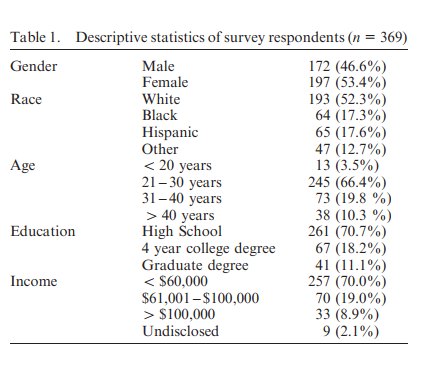 Table 1. Descriptive statistics of survey respondents (n = 369)
Gender Male 172 (46.6%)
Female 197 (53.4%)
Race White 193 (52.3%)
Black 64 (17.3%)
Hispanic 65 (17.6%)
Other 47 (12.7%)
Age < 20 years 13 (3.5%)
21–30 years 245 (66.4%)
31–40 years 73 (19.8 %)
> 40 years 38 (10.3 %)
Education High School 261 (70.7%)
4 year college degree 67 (18.2%)
Graduate degree 41 (11.1%)
Income < $60,000 257 (70.0%)
$61,001–$100,000 70 (19.0%)
> $100,000 33 (8.9%)
Undisclosed 9 (2.1%)